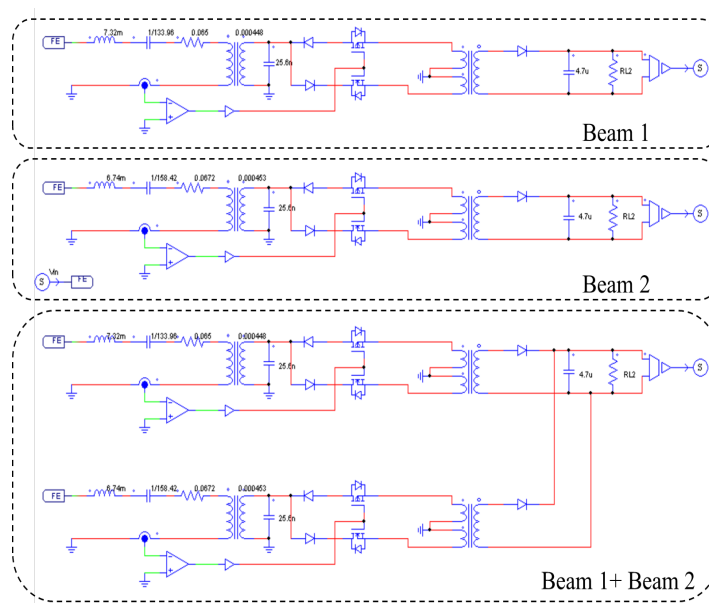 7.32m 1/133.96 0.065 0.000448
FE
25.6n
4.7u RL2 S
Beam 1
6.74m 1/158.42 0.0672 0.000463
FE
25.6n
4.7u RL2 S
Vin
S FE
Beam 2
7.32m 1/133.96 0.065 0.000448
FE
25.6n
4.7u RL2 S
6.74m 1/158.42 0.0672 0.000463
FE
25.6n
Beam 1+ Beam 2